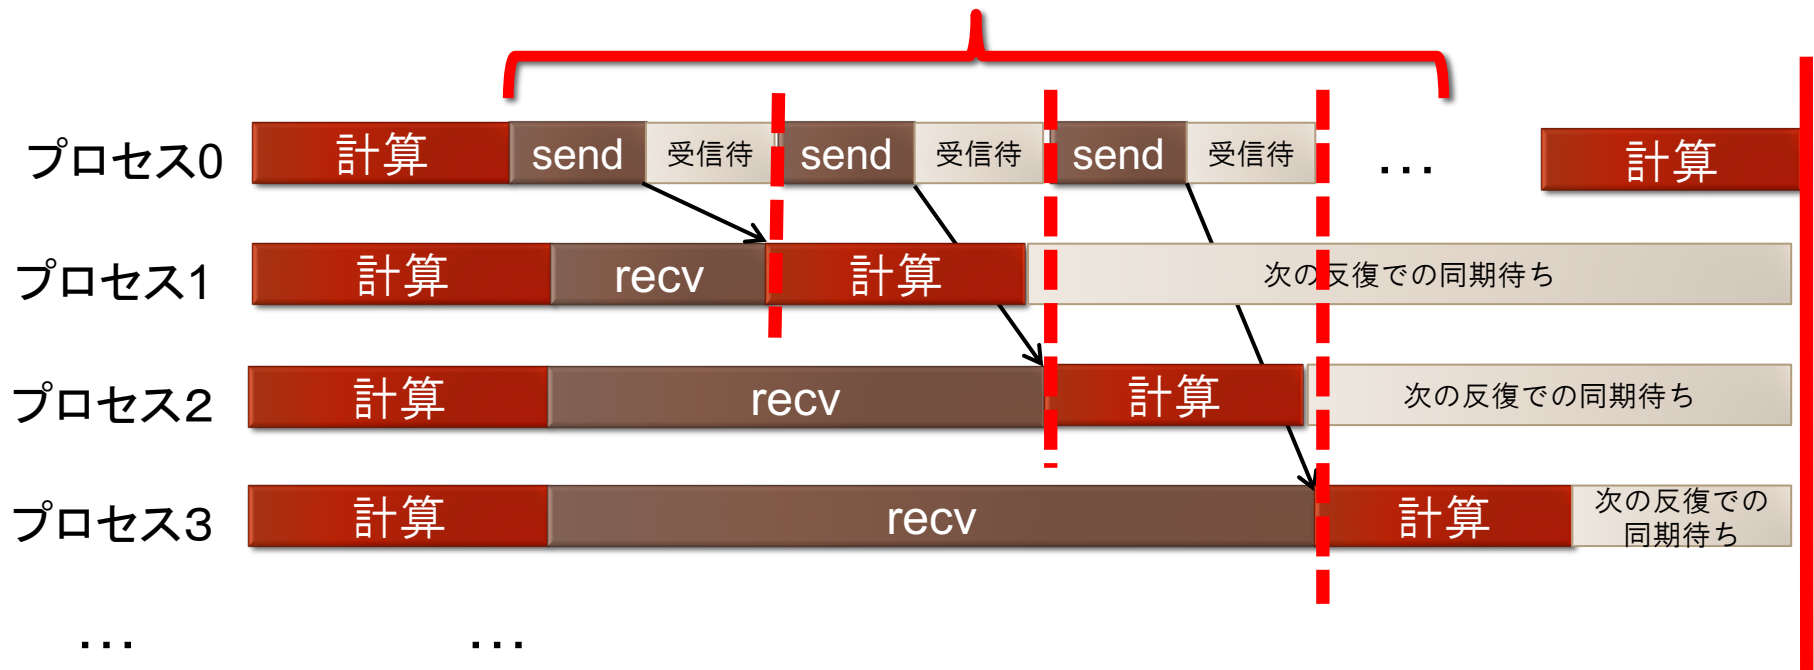 プロセス0 計算 send 受信待 send 受信待 send 受信待 … 計算
プロセス1 計算 recv 計算 次の反復での同期待ち
プロセス2 計算 recv 計算 次の反復での同期待ち
プロセス3 計算 recv 計算 次の反復での
同期待ち
… …